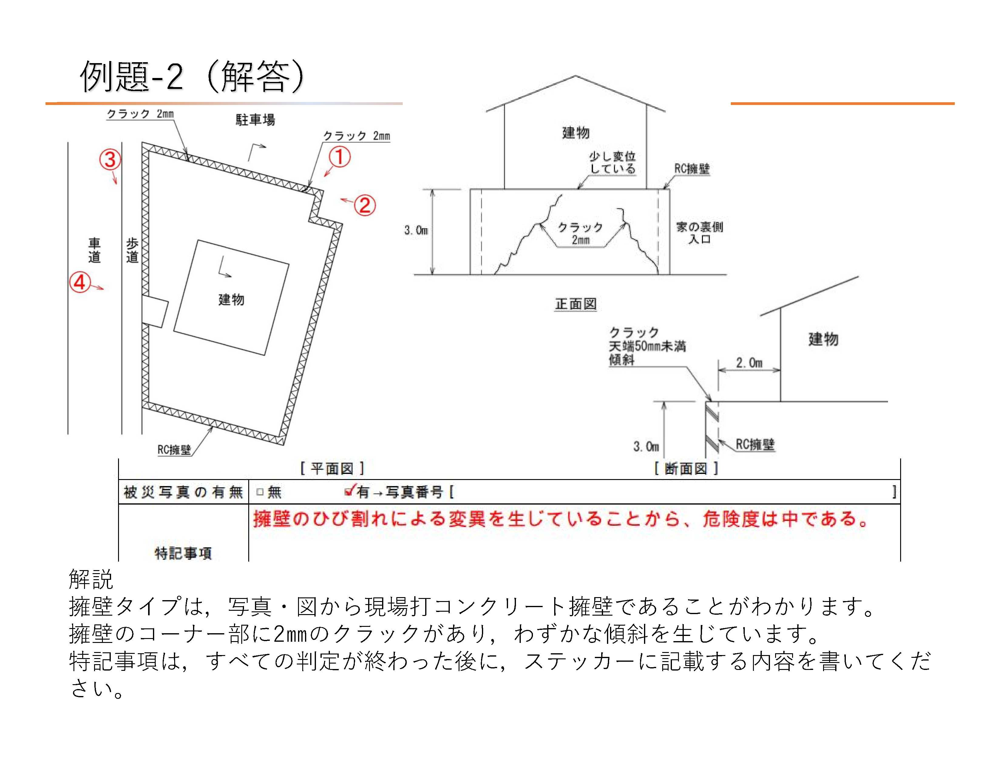 例題-2（解答）
クラック 2mm
駐車場
クラック 2mm
①
②
③
④
車道
歩道
建物
RC擁壁
建物
少し変位
している
RC擁壁
3.0m
クラック
2mm
家の裏側
入口
正面図
クラック
天端50mm未満
傾斜
2.0m
建物
3.0m
RC擁壁
[ 平面図 ]
[ 断面図 ]
被災写真の有無 □無 ☑有→写真番号 [ ]
擁壁のひび割れによる変異を生じていることから、危険度は中である。
特記事項
解説
擁壁タイプは，写真・図から現場打コンクリート擁壁であることがわかります。
擁壁のコーナー部に2㎜のクラックがあり，わずかな傾斜を生じています。
特記事項は，すべての判定が終わった後に，ステッカーに記載する内容を書いてくだ
さい。